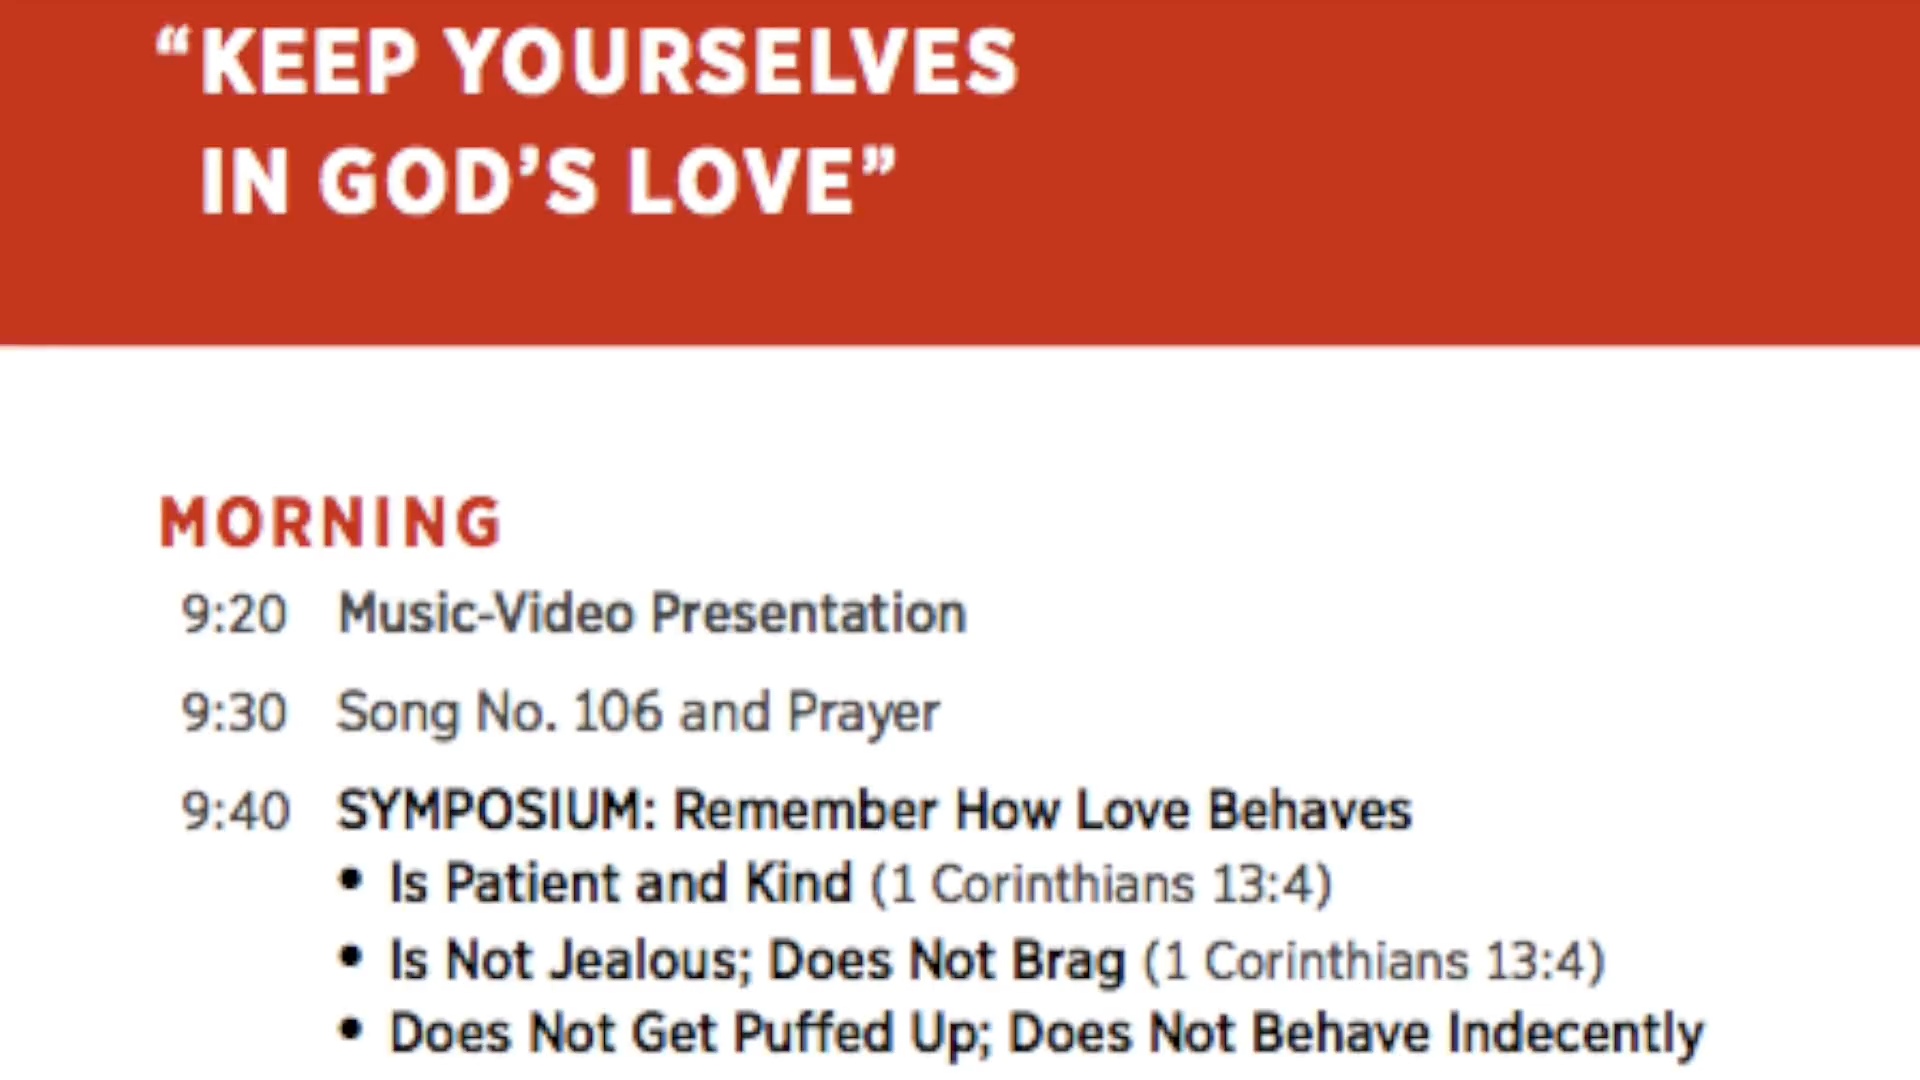 “KEEP YOURSELVES
IN GOD’S LOVE”
MORNING
9:20 Music-Video Presentation
9:30 Song No. 106 and Prayer
9:40 SYMPOSIUM: Remember How Love Behaves
• Is Patient and Kind (1 Corinthians 13:4)
• Is Not Jealous; Does Not Brag (1 Corinthians 13:4)
• Does Not Get Puffed Up; Does Not Behave Indecently